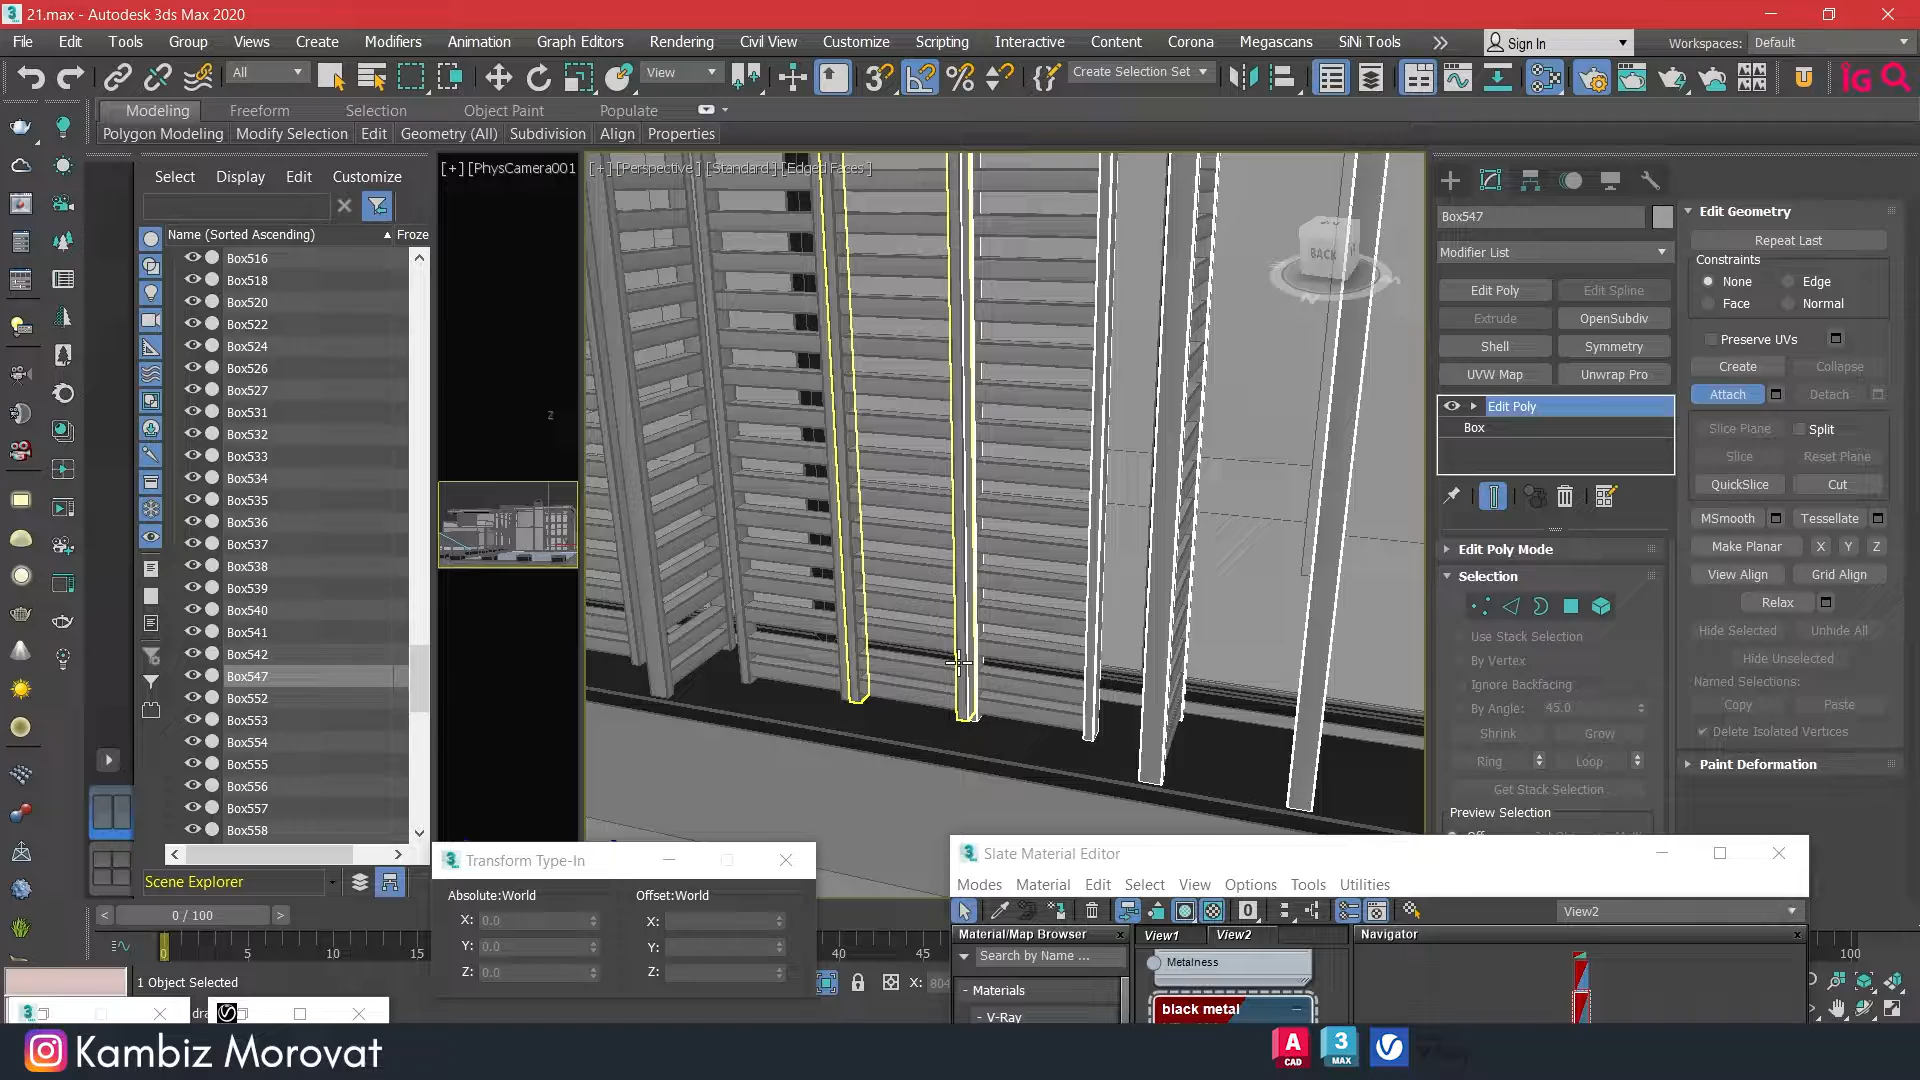 21.max - Autodesk 3ds Max 2020
File Edit Tools Group Views Create Modifiers Animation Graph Editors Rendering Civil View Customize Scripting Interactive Content Corona Megascans SiNi Tools Sign In Workspaces: Default
All View Create Selection Set iG
Modeling Freeform Selection Object Paint Populate
Polygon Modeling Modify Selection Edit Geometry (All) Subdivision Align Properties
Select Display Edit Customize
Name (Sorted Ascending) Froze
Box516
Box518
Box520
Box522
Box524
Box526
Box527
Box531
Box532
Box533
Box534
Box535
Box536
Box537
Box538
Box539
Box540
Box541
Box542
Box547
Box552
Box553
Box554
Box555
Box556
Box557
Box558
Scene Explorer
[+] [PhysCamera001
[+] [Perspective] [Standard] [Edged Faces]
Z
BACK
Box547
Modifier List
Edit Poly Edit Spline
Extrude OpenSubdiv
Shell Symmetry
UVW Map Unwrap Pro
Edit Poly
Box
Edit Poly Mode
Selection
Use Stack Selection
By Vertex
Ignore Backfacing
By Angle: 45.0
Shrink Grow
Ring Loop
Get Stack Selection
Preview Selection
Edit Geometry
Repeat Last
Constraints
None Edge
Face Normal
Preserve UVs
Create Collapse
Attach Detach
Slice Plane Split
Slice Reset Plane
QuickSlice Cut
MSmooth Tessellate
Make Planar X Y Z
View Align Grid Align
Relax
Hide Selected Unhide All
Hide Unselected
Named Selections:
Copy Paste
Delete Isolated Vertices
Paint Deformation
Transform Type-In
Absolute:World Offset:World
X: 0.0 X:
Y: 0.0 Y:
Z: 0.0 Z:
Slate Material Editor
Modes Material Edit Select View Options Tools Utilities
0 View2
Material/Map Browser View1 View2 Navigator
Search by Name ...
- Materials
- V-Ray
Metalness
black metal
< 0 / 100 >
0 5 10 15 40 45 100
1 Object Selected
X: 804
dra
Kambiz Morovat
A CAD
3 MAX